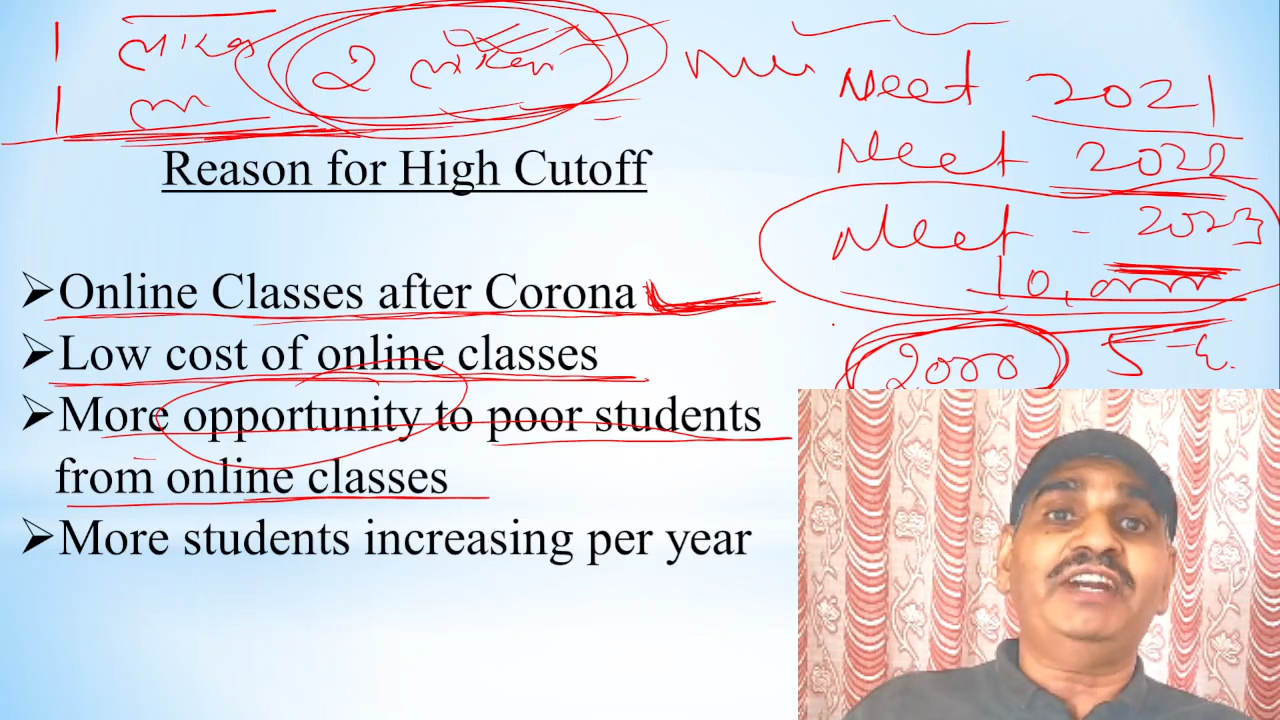 1 लाख 2 लाख
1
Neet 2021
Neet 2022
Neet - 2023
10,000
2000 5
Reason for High Cutoff
➢Online Classes after Corona
➢Low cost of online classes
➢More opportunity to poor students
from online classes
➢More students increasing per year